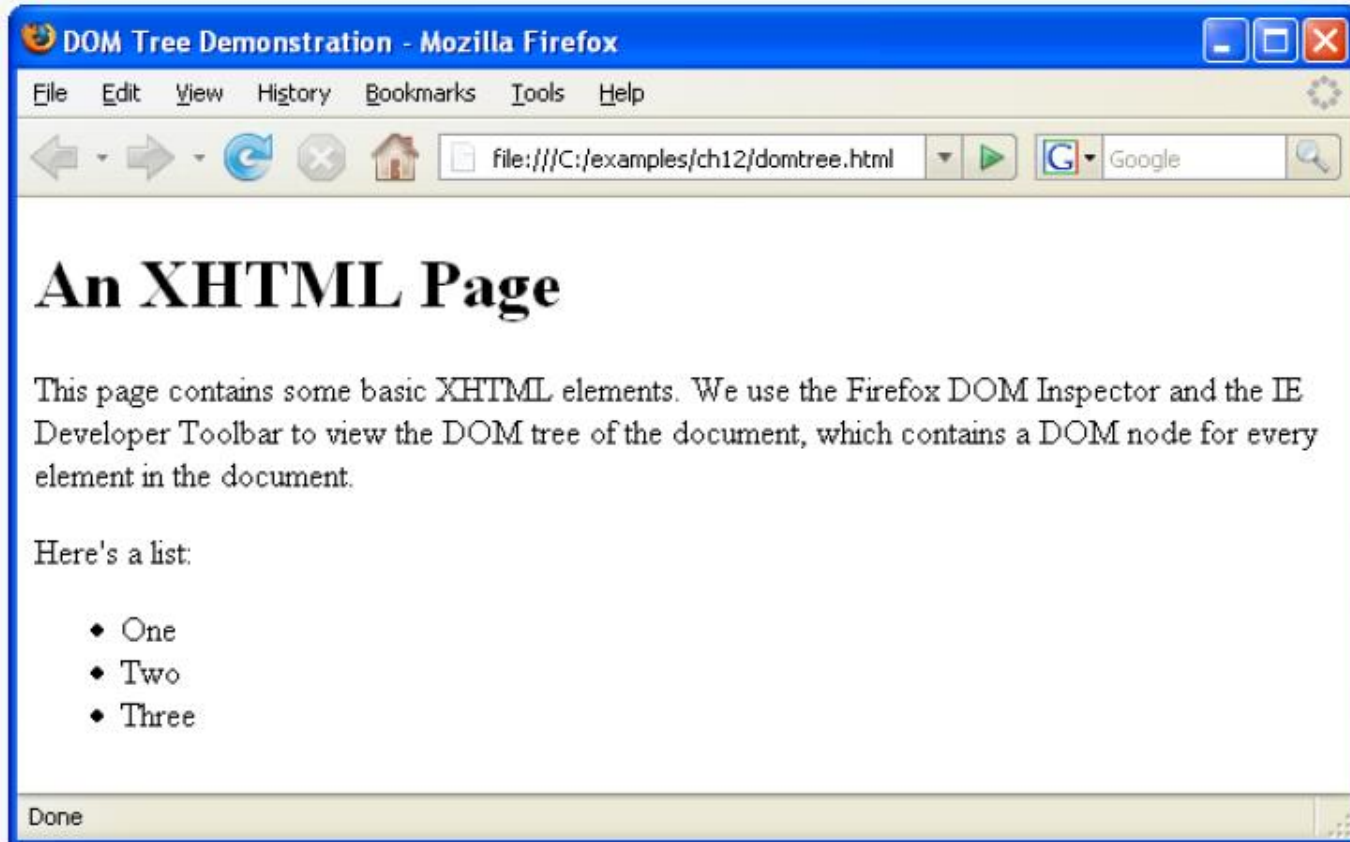 DOM Tree Demonstration - Mozilla Firefox
File Edit View History Bookmarks Tools Help
file:///C:/examples/ch12/domtree.html G Google
An XHTML Page
This page contains some basic XHTML elements. We use the Firefox DOM Inspector and the IE
Developer Toolbar to view the DOM tree of the document, which contains a DOM node for every
element in the document.
Here's a list:
• One
• Two
• Three
Done